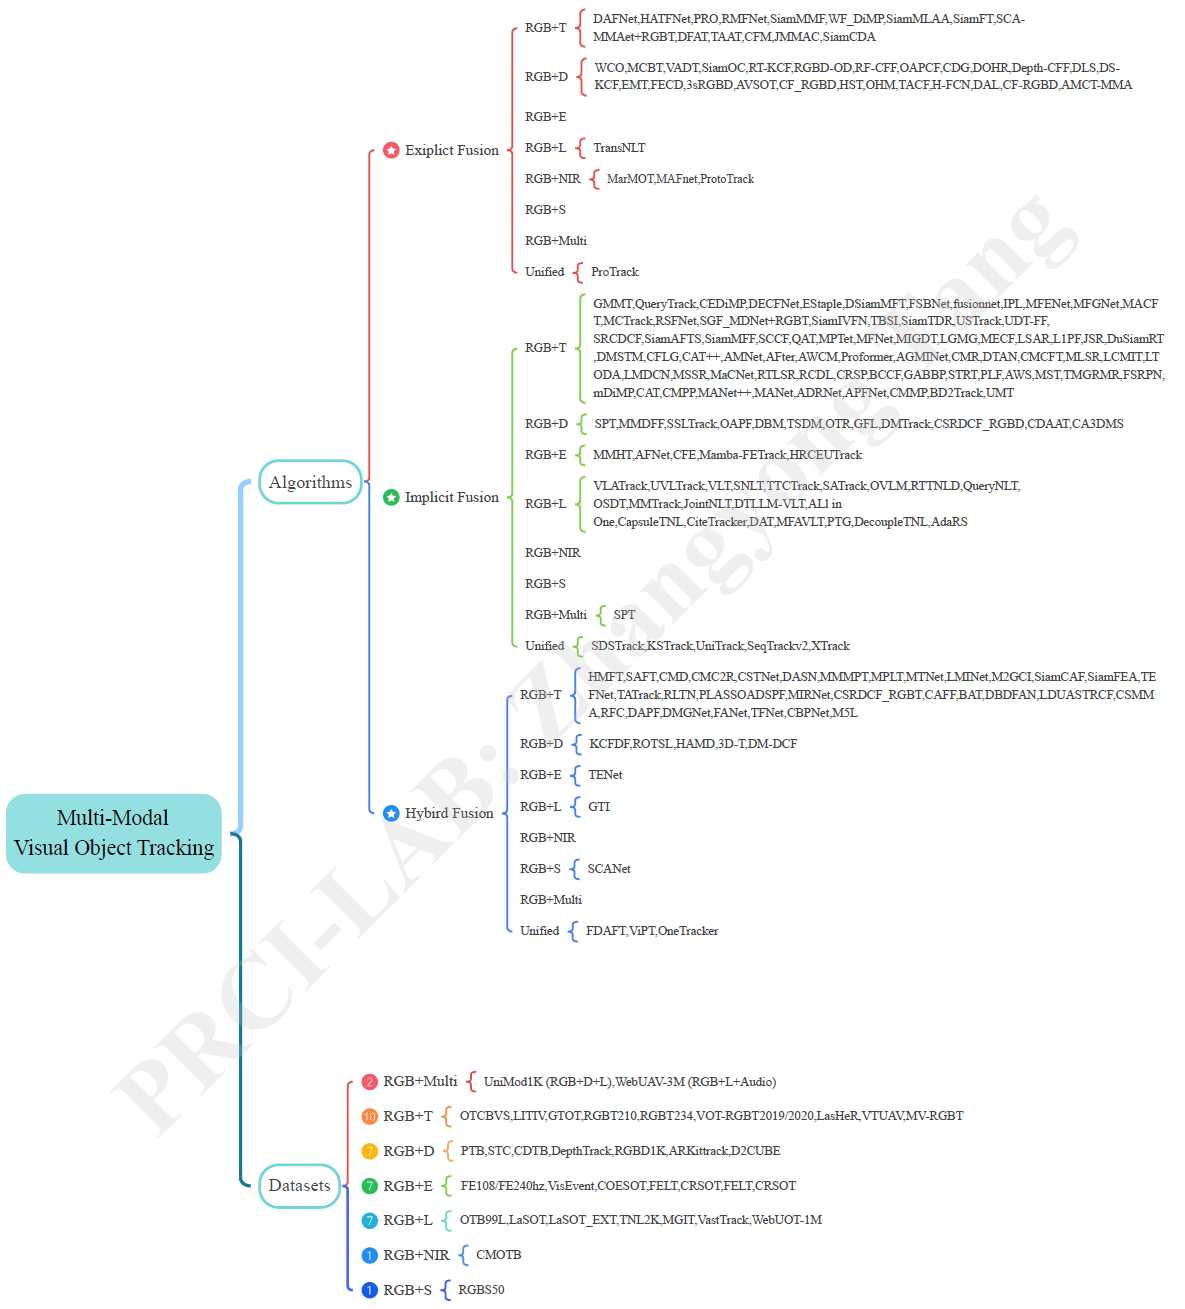 RGB+T
DAFNet,HATFNet,PRO,RMFNet,SiamMMF,WF_DiMP,SiamMLAA,SiamFT,SCA-
MMAet+RGBT,DFAT,TAAT,CFM,JMMAC,SiamCDA
RGB+D
WCO,MCBT,VADT,SiamOC,RT-KCF,RGBD-OD,RF-CFF,OAPCF,CDG,DOHR,Depth-CFF,DLS,DS-
KCF,EMT,FECD,3sRGBD,AVSOT,CF_RGBD,HST,OHM,TACF,H-FCN,DAL,CF-RGBD,AMCT-MMA
RGB+E
Exiplict Fusion
RGB+L
TransNLT
RGB+NIR
MarMOT,MAFnet,ProtoTrack
RGB+S
RGB+Multi
Unified
ProTrack
RGB+T
GMMT,QueryTrack,CEDiMP,DECFNet,EStaple,DSiamMFT,FSBNet,fusionnet,IPL,MFENet,MFGNet,MACF
T,MCTrack,RSFNet,SGF_MDNet+RGBT,SiamIVFN,TBSI,SiamTDR,USTrack,UDT-FF,
SRCDCF,SiamAFTS,SiamMFF,SCCF,QAT,MPTet,MFNet,MIGDT,LGMG,MECF,LSAR,L1PF,JSR,DuSiamRT
,DMSTM,CFLG,CAT++,AMNet,AFter,AWCM,Proformer,AGMINet,CMR,DTAN,CMCFT,MLSR,LCMIT,LT
ODA,LMDCN,MSSR,MaCNet,RTLSR,RCDL,CRSP,BCCF,GABBP,STRT,PLF,AWS,MST,TMGRMR,FSRPN,
mDiMP,CAT,CMPP,MANet++,MANet,ADRNet,APFNet,CMMP,BD2Track,UMT
RGB+D
SPT,MMDFF,SSLTrack,OAPF,DBM,TSDM,OTR,GFL,DMTrack,CSRDCF_RGBD,CDAAT,CA3DMS
RGB+E
MMHT,AFNet,CFE,Mamba-FETrack,HRCEUTrack
Algorithms
Implicit Fusion
RGB+L
VLATrack,UVLTrack,VLT,SNLT,TTCTrack,SATrack,OVLM,RTTNLD,QueryNLT,
OSDT,MMTrack,JointNLT,DTLLM-VLT,AL1 in
One,CapsuleTNL,CiteTracker,DAT,MFAVLT,PTG,DecoupleTNL,AdaRS
RGB+NIR
RGB+S
RGB+Multi
SPT
Unified
SDSTrack,KSTrack,UniTrack,SeqTrackv2,XTrack
RGB+T
HMFT,SAFT,CMD,CMC2R,CSTNet,DASN,MMMPT,MPLT,MTNet,LMINet,M2GCI,SiamCAF,SiamFEA,TE
FNet,TATrack,RLTN,PLASSOADSPF,MIRNet,CSRDCF_RGBT,CAFF,BAT,DBDFAN,LDUASTRCF,CSMM
A,RFC,DAPF,DMGNet,FANet,TFNet,CBPNet,M5L
RGB+D
KCFDF,ROTSL,HAMD,3D-T,DM-DCF
RGB+E
TENet
RGB+L
GTI
Hybird Fusion
RGB+NIR
RGB+S
SCANet
RGB+Multi
Unified
FDAFT,ViPT,OneTracker
Multi-Modal
Visual Object Tracking
2 RGB+Multi
UniMod1K (RGB+D+L),WebUAV-3M (RGB+L+Audio)
10 RGB+T
OTCBVS,LITIV,GTOT,RGBT210,RGBT234,VOT-RGBT2019/2020,LasHeR,VTUAV,MV-RGBT
7 RGB+D
PTB,STC,CDTB,DepthTrack,RGBD1K,ARKittrack,D2CUBE
Datasets
7 RGB+E
FE108/FE240hz,VisEvent,COESOT,FELT,CRSOT,FELT,CRSOT
7 RGB+L
OTB99L,LaSOT,LaSOT_EXT,TNL2K,MGIT,VastTrack,WebUOT-1M
1 RGB+NIR
CMOTB
1 RGB+S
RGBS50
PRCI-LAB: Zhangyong Tang